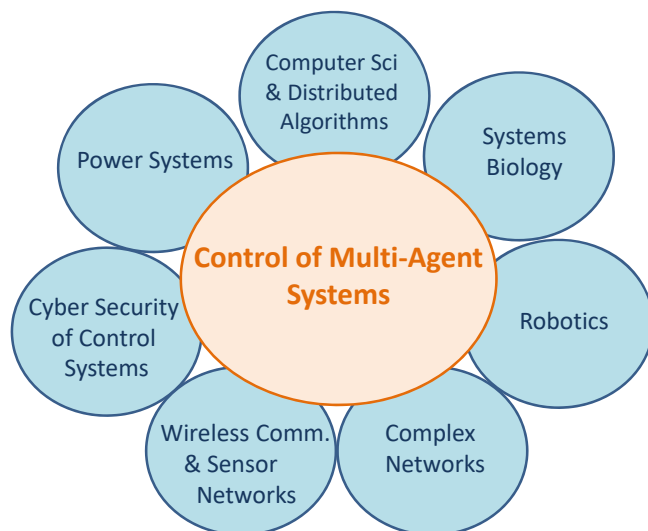 Computer Sci
& Distributed
Algorithms
Systems
Biology
Power Systems
Control of Multi-Agent
Systems
Robotics
Cyber Security
of Control
Systems
Wireless Comm.
& Sensor
Networks
Complex
Networks